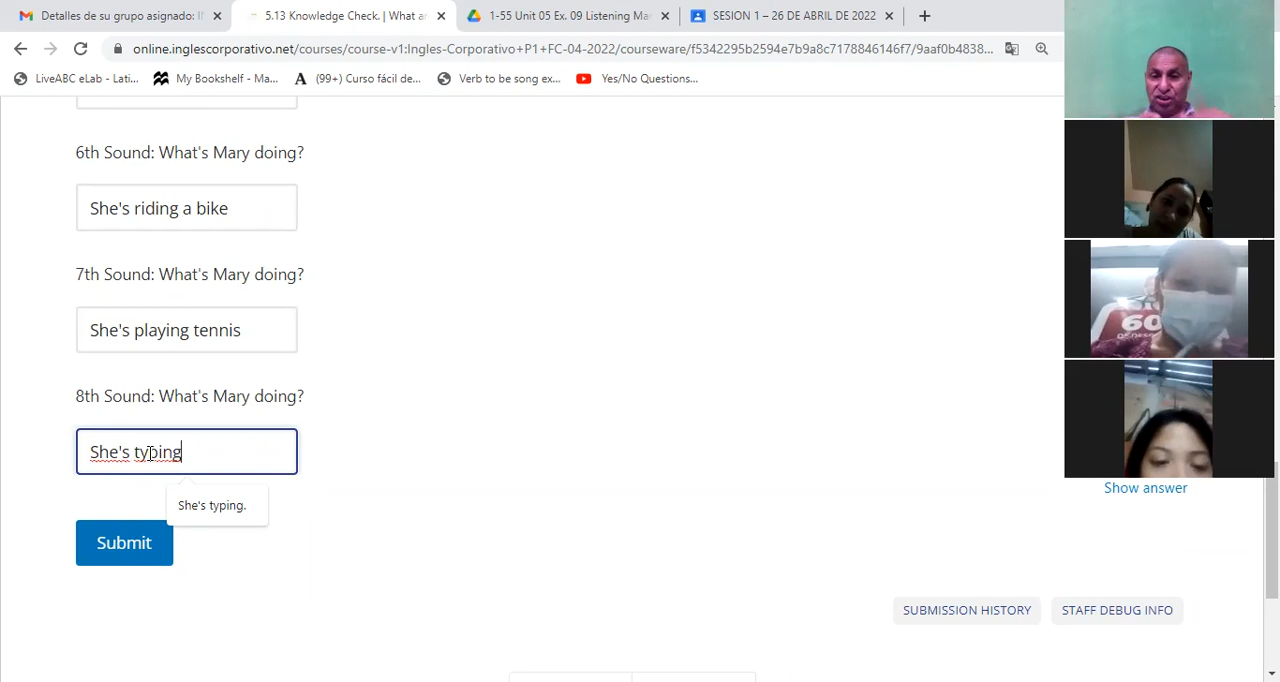 Detalles de su grupo asignado: I
5.13 Knowledge Check. | What a
1-55 Unit 05 Ex. 09 Listening Ma
SESION 1 – 26 DE ABRIL DE 2022
online.inglescorporativo.net/courses/course-v1:Ingles-Corporativo+P1+FC-04-2022/courseware/f5342295b2594e7b9a8c7178846146f7/9aaf0b4838...
LiveABC eLab - Lati...
My Bookshelf - Ma...
(99+) Curso fácil de...
Verb to be song ex...
Yes/No Questions...
6th Sound: What's Mary doing?
She's riding a bike
7th Sound: What's Mary doing?
She's playing tennis
8th Sound: What's Mary doing?
She's typing
She's typing.
Submit
Show answer
SUBMISSION HISTORY
STAFF DEBUG INFO
60